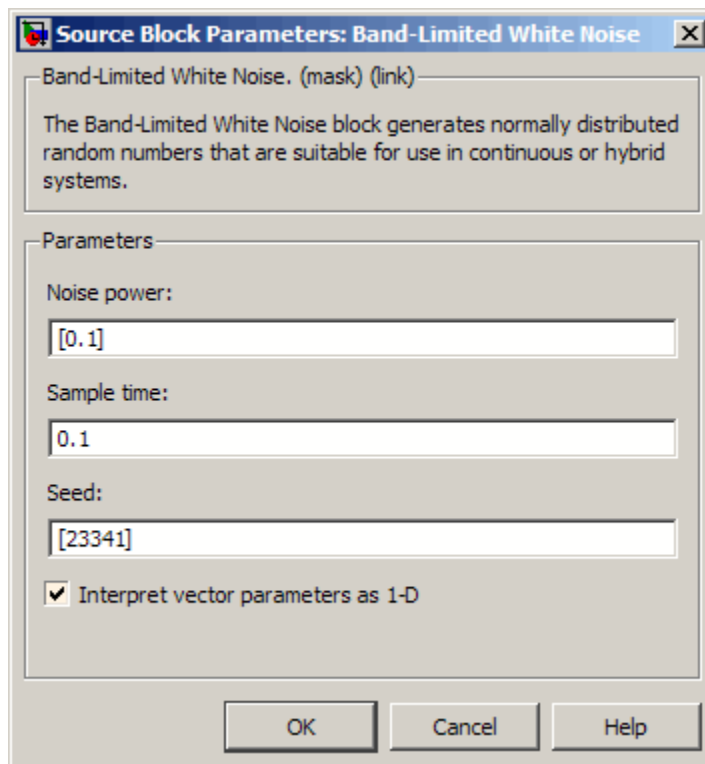 Source Block Parameters: Band-Limited White Noise
Band-Limited White Noise. (mask) (link)
The Band-Limited White Noise block generates normally distributed
random numbers that are suitable for use in continuous or hybrid
systems.
Parameters
Noise power:
[0.1]
Sample time:
0.1
Seed:
[23341]
Interpret vector parameters as 1-D
OK Cancel Help